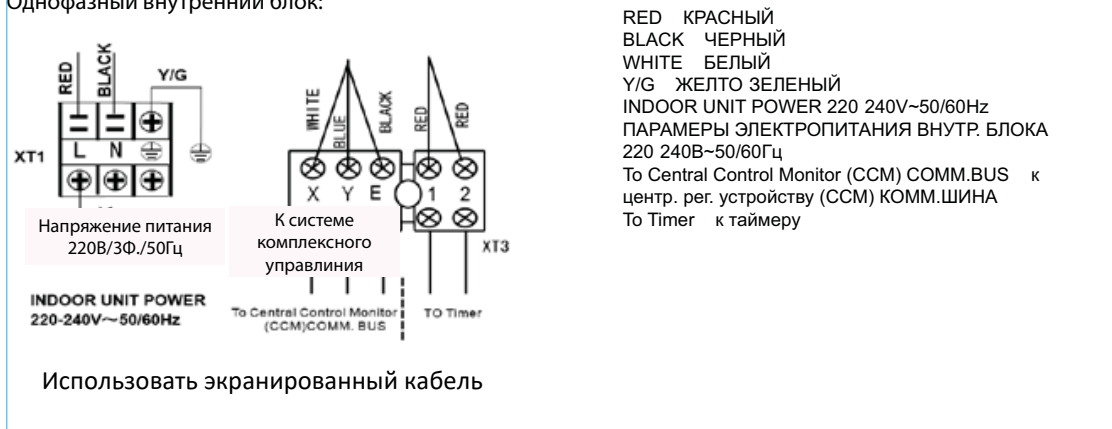 Однофазный внутренний блок:
RED
BLACK
Y/G
XT1
L N
Напряжение питания
220В/3Ф./50Гц
INDOOR UNIT POWER
220-240V～50/60Hz
WHITE
BLUE
BLACK
RED
RED
X Y E 1 2
XT3
К системе
комплексного
управлиния
To Central Control Monitor
(CCM)COMM. BUS
TO Timer
Использовать экранированный кабель
RED КРАСНЫЙ
BLACK ЧЕРНЫЙ
WHITE БЕЛЫЙ
Y/G ЖЕЛТО ЗЕЛЕНЫЙ
INDOOR UNIT POWER 220 240V~50/60Hz
ПАРАМЕРЫ ЭЛЕКТРОПИТАНИЯ ВНУТР. БЛОКА
220 240В~50/60Гц
To Central Control Monitor (CCM) COMM.BUS к
центр. рег. устройству (CCM) КОММ.ШИНА
To Timer к таймеру